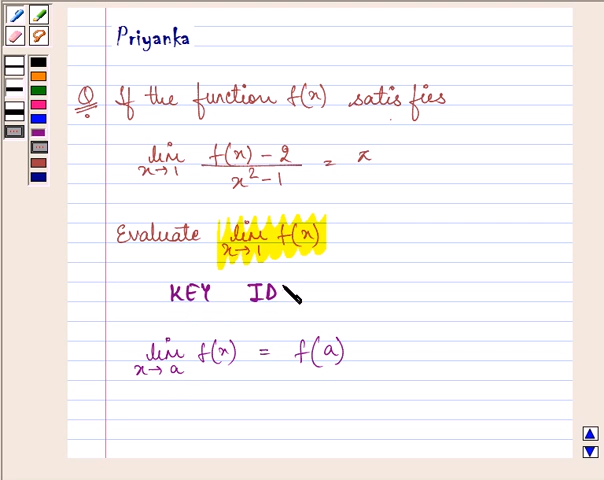 Priyanka
Q If the function f(x) satisfies
lim x→1 f(x) - 2 / x² - 1 = π
Evaluate lim x→1 f(x)
KEY ID
lim x→a f(x) = f(a)